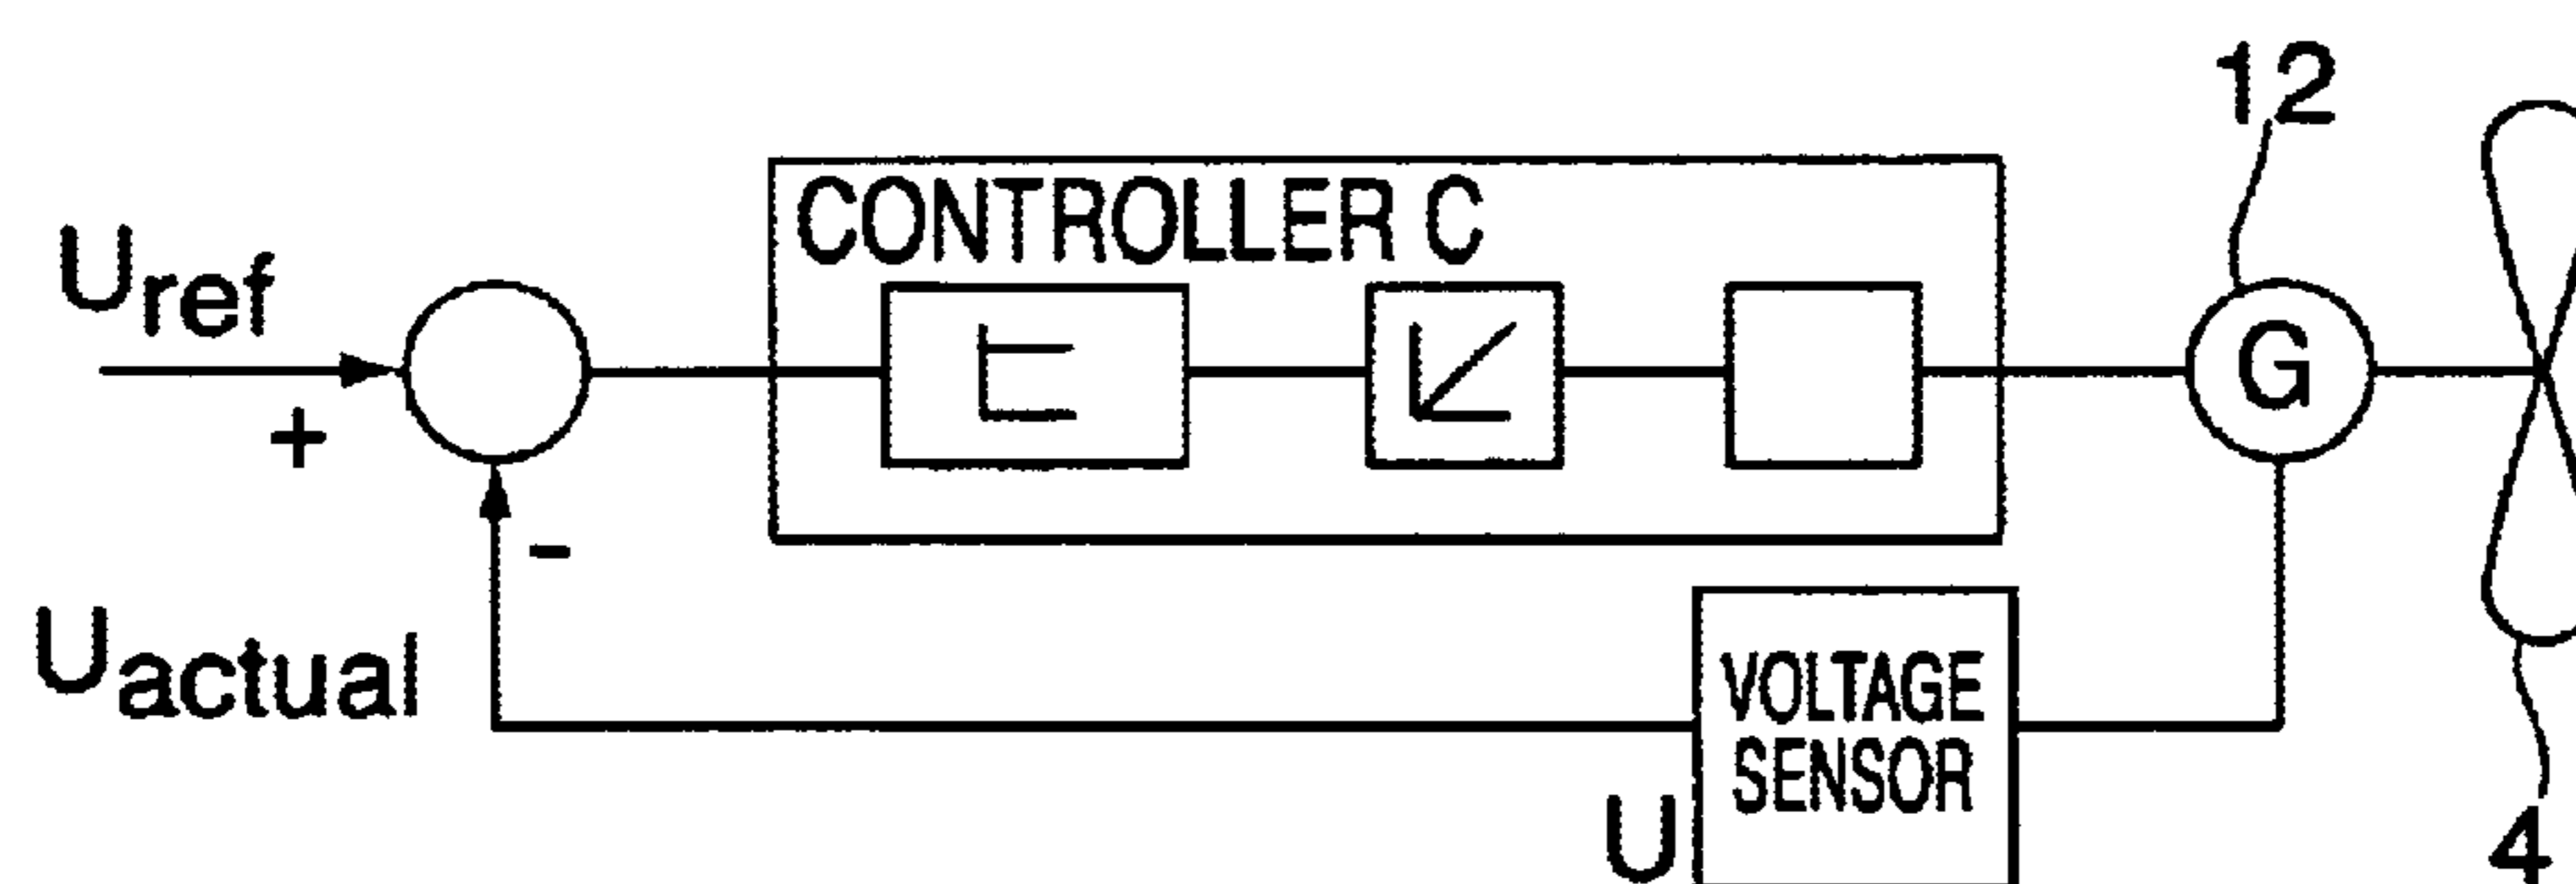 12
CONTROLLER C
Uref
+
G
-
Uactual
VOLTAGE
SENSOR
U
4